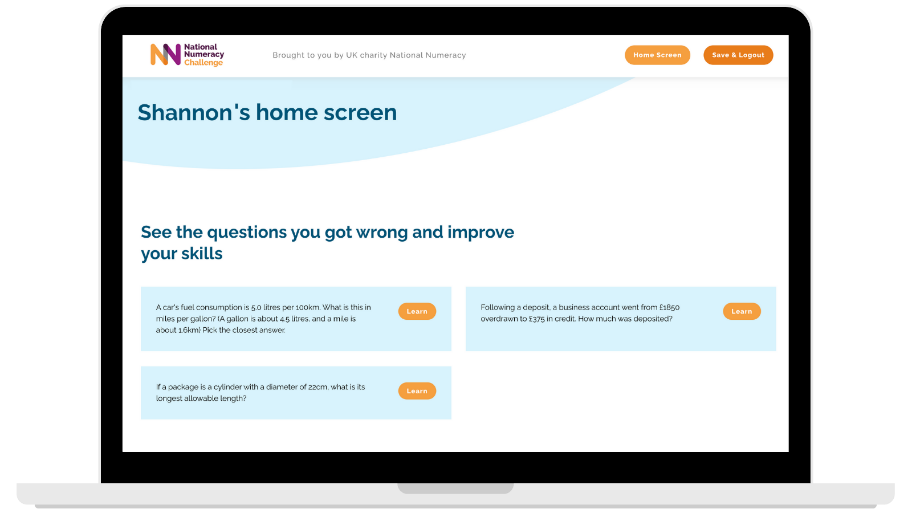 National
Numeracy
Challenge
Brought to you by UK charity National Numeracy
Home Screen
Save & Logout
Shannon's home screen
See the questions you got wrong and improve
your skills
A car's fuel consumption is 5.0 litres per 100km. What is this in
miles per gallon? (A gallon is about 4.5 litres, and a mile is
about 1.6km) Pick the closest answer.
Learn
Following a deposit, a business account went from £1850
overdrawn to £375 in credit. How much was deposited?
Learn
If a package is a cylinder with a diameter of 22cm, what is its
longest allowable length?
Learn